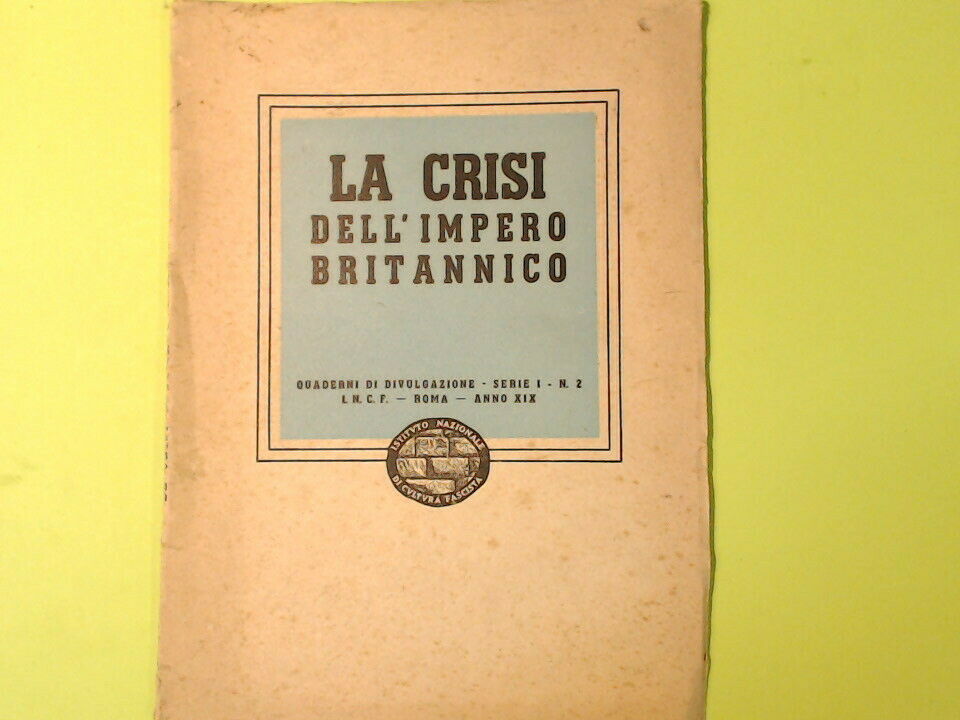 LA CRISI
DELL'IMPERO
BRITANNICO
QUADERNI DI DIVULGAZIONE - SERIE I - N. 2
I. N. C. F. — ROMA — ANNO XIX
ISTITVTO NAZIONALE
DI CVLTVRA FASCISTA